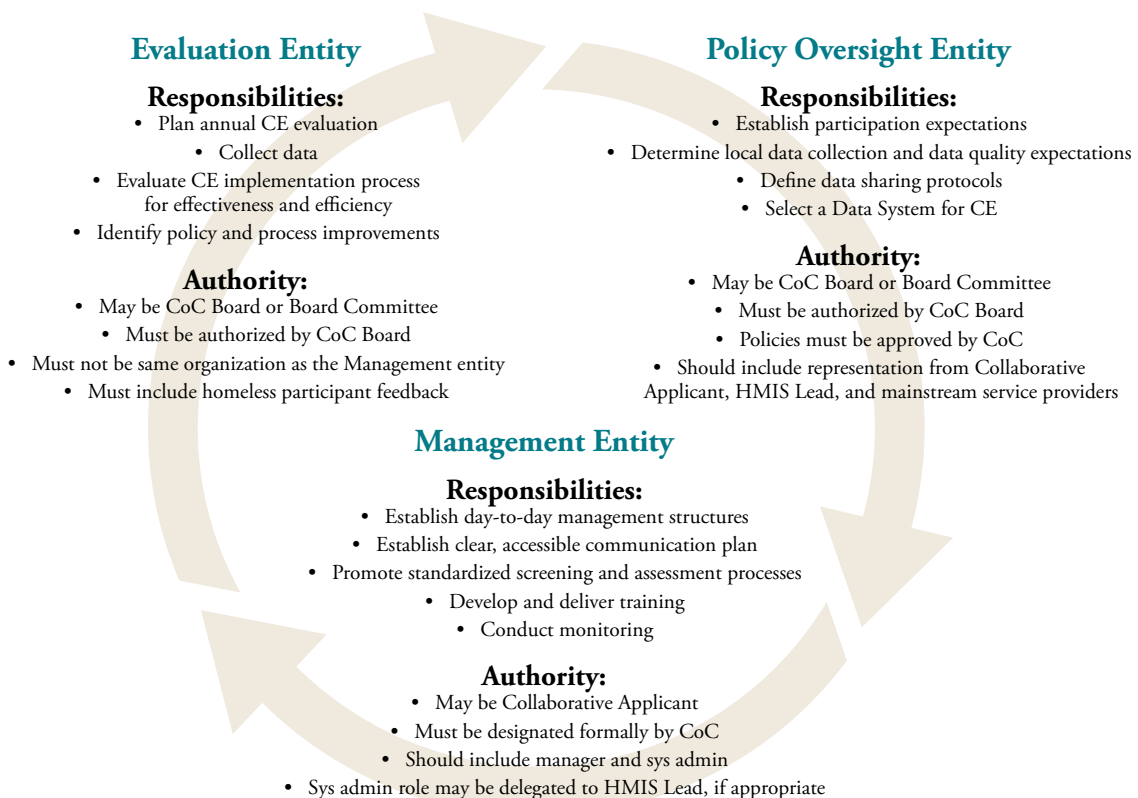 Evaluation Entity
Responsibilities:
• Plan annual CE evaluation
• Collect data
• Evaluate CE implementation process
for effectiveness and efficiency
• Identify policy and process improvements
Authority:
• May be CoC Board or Board Committee
• Must be authorized by CoC Board
• Must not be same organization as the Management entity
• Must include homeless participant feedback
Policy Oversight Entity
Responsibilities:
• Establish participation expectations
• Determine local data collection and data quality expectations
• Define data sharing protocols
• Select a Data System for CE
Authority:
• May be CoC Board or Board Committee
• Must be authorized by CoC Board
• Policies must be approved by CoC
• Should include representation from Collaborative
Applicant, HMIS Lead, and mainstream service providers
Management Entity
Responsibilities:
• Establish day-to-day management structures
• Establish clear, accessible communication plan
• Promote standardized screening and assessment processes
• Develop and deliver training
• Conduct monitoring
Authority:
• May be Collaborative Applicant
• Must be designated formally by CoC
• Should include manager and sys admin
• Sys admin role may be delegated to HMIS Lead, if appropriate